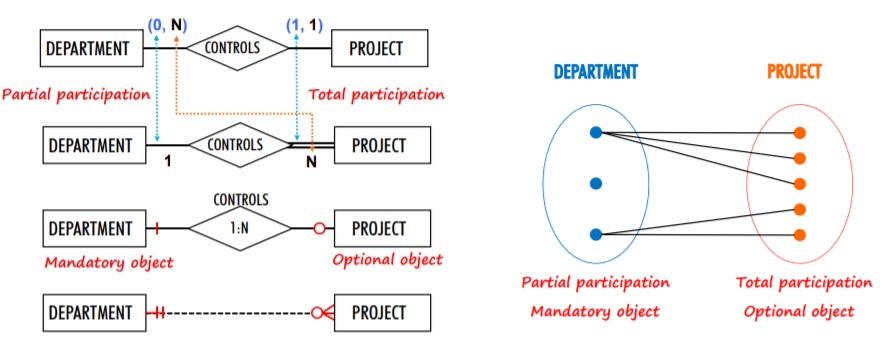 (0, N)
(1, 1)
DEPARTMENT
CONTROLS
PROJECT
Partial participation
Total participation
DEPARTMENT
CONTROLS
PROJECT
1
N
CONTROLS
DEPARTMENT
1:N
PROJECT
Mandatory object
Optional object
DEPARTMENT
PROJECT
DEPARTMENT
PROJECT
Partial participation
Total participation
Mandatory object
Optional object